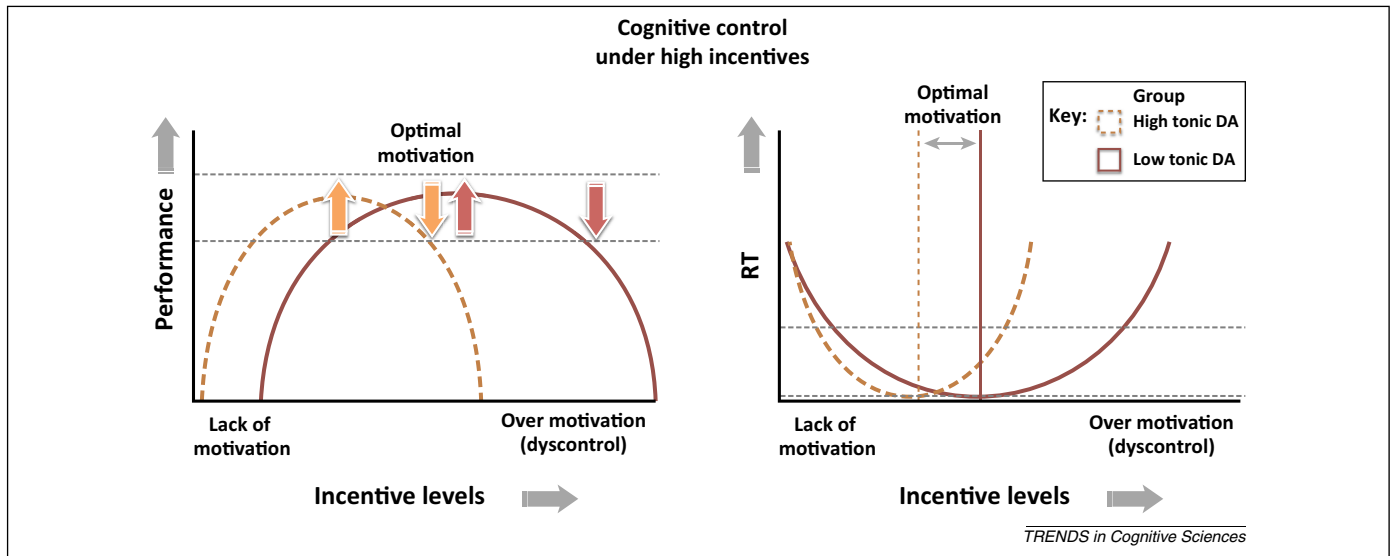 Cognitive control
under high incentives
Performance
Optimal
motivation
Lack of
motivation
Over motivation
(dyscontrol)
Incentive levels
RT
Optimal
motivation
Key:
Group
High tonic DA
Low tonic DA
Lack of
motivation
Over motivation
(dyscontrol)
Incentive levels
TRENDS in Cognitive Sciences